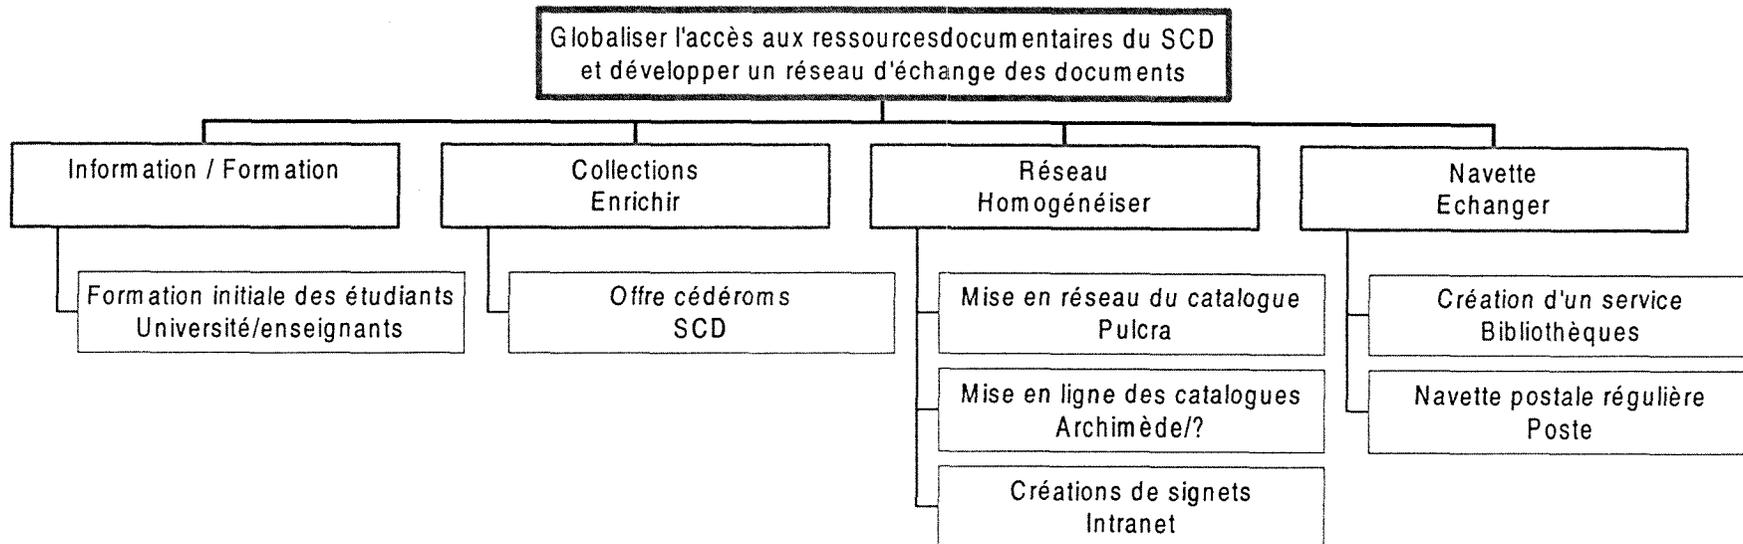 Globaliser l'accès aux ressourcesdocumentaires du SCD
et développer un réseau d'échange des documents
Information / Formation
Collections
Enrichir
Réseau
Homogénéiser
Navette
Echanger
Formation initiale des étudiants
Université/enseignants
Offre cédéroms
SCD
Mise en réseau du catalogue
Pulcra
Mise en ligne des catalogues
Archimède/?
Créations de signets
Intranet
Création d'un service
Bibliothèques
Navette postale régulière
Poste